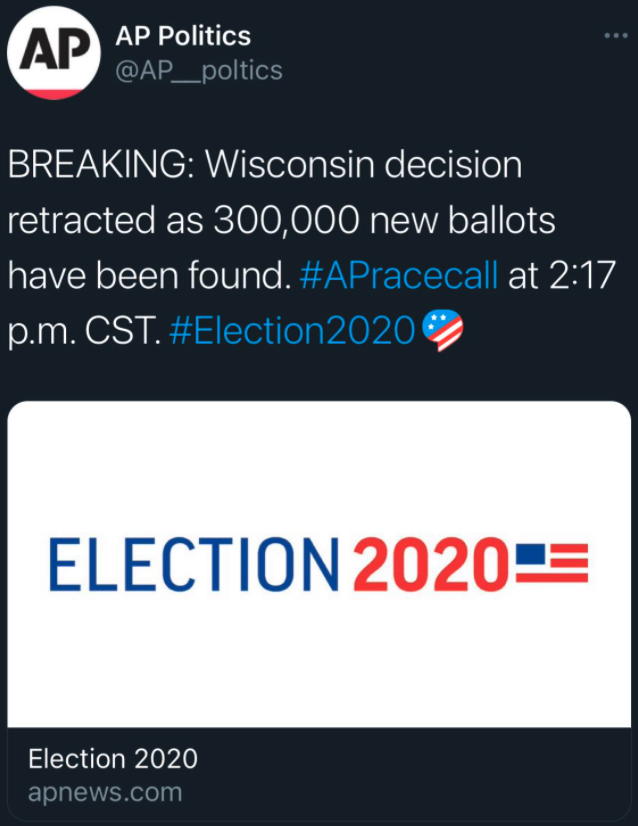 AP
AP Politics
@AP__poltics
BREAKING: Wisconsin decision
retracted as 300,000 new ballots
have been found. #APracecall at 2:17
p.m. CST. #Election2020
ELECTION 2020
Election 2020
apnews.com